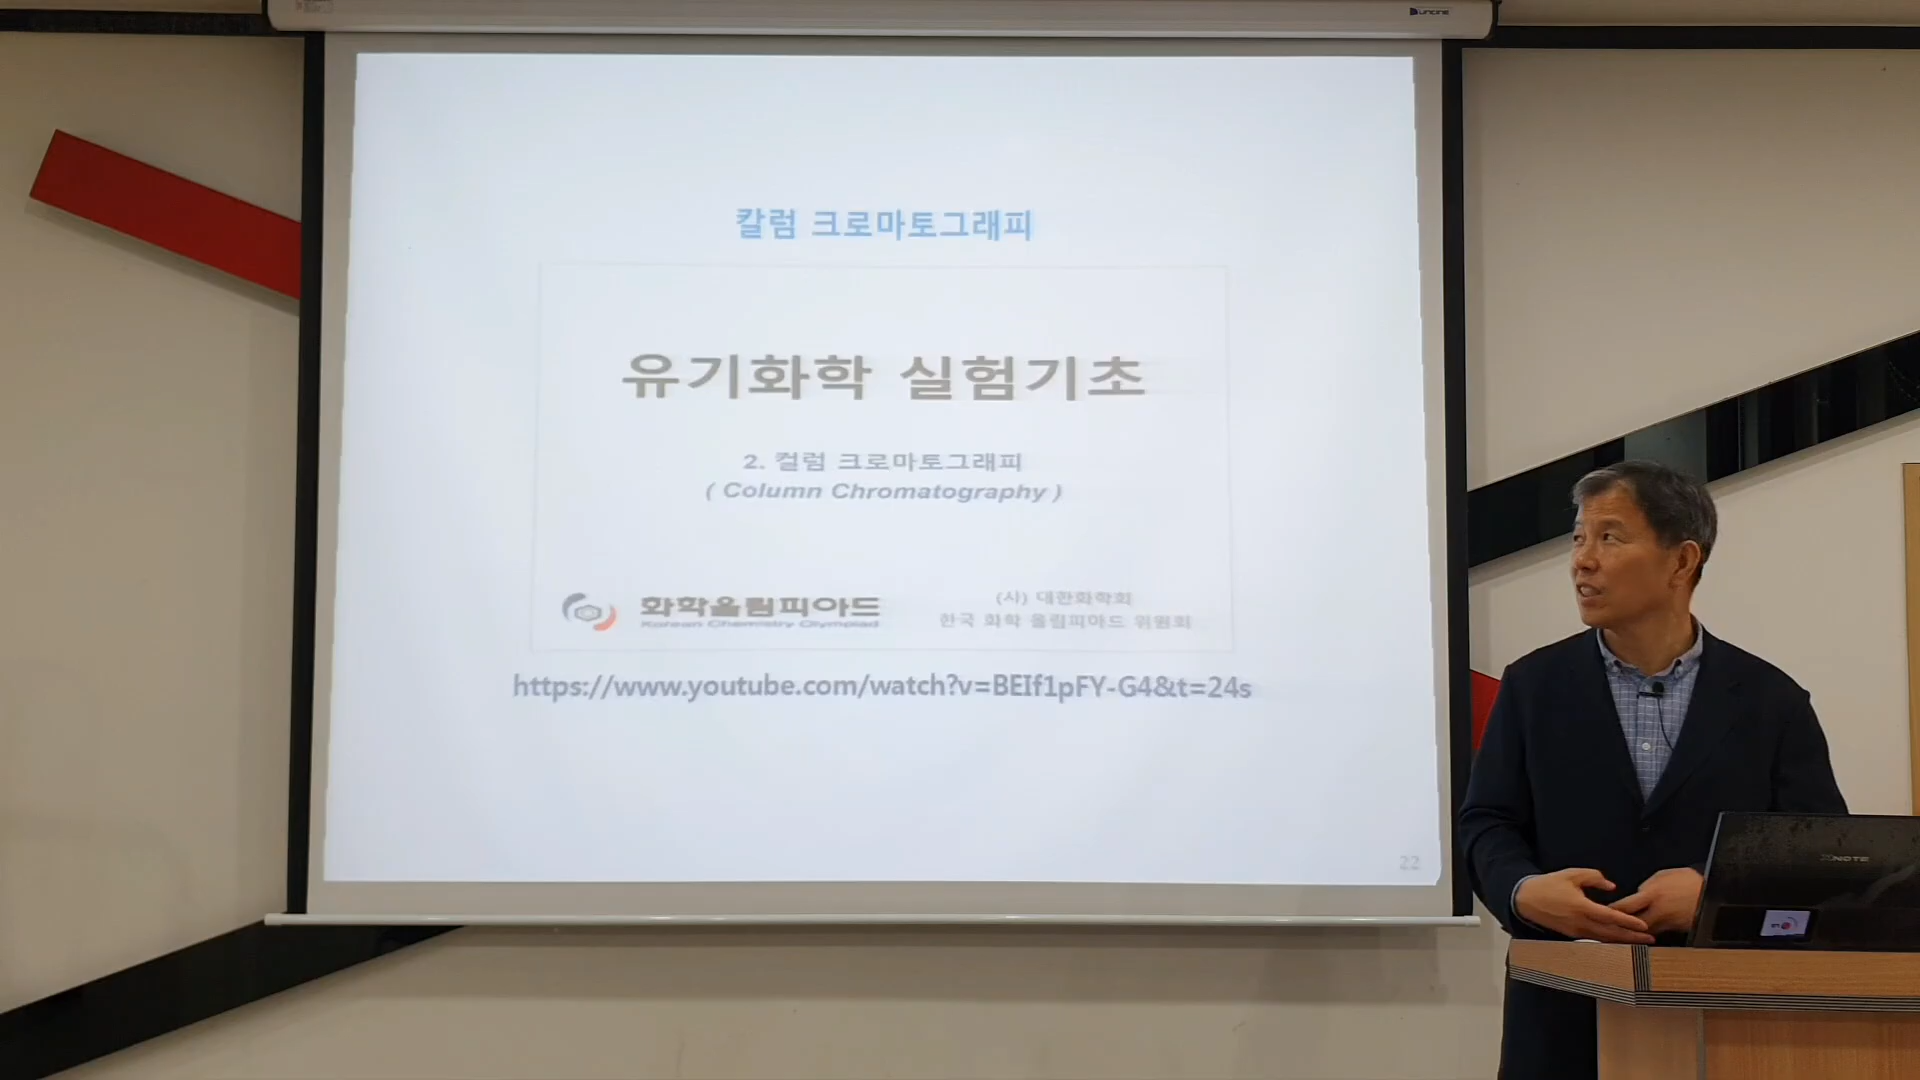 칼럼 크로마토그래피
유기화학 실험기초
2. 컬럼 크로마토그래피
( Column Chromatography )
화학올림피아드
Korean Chemistry Olympiad
(사) 대한화학회
한국 화학 올림피아드 위원회
https://www.youtube.com/watch?v=BEIf1pFY-G4&t=24s
22
XNOTE